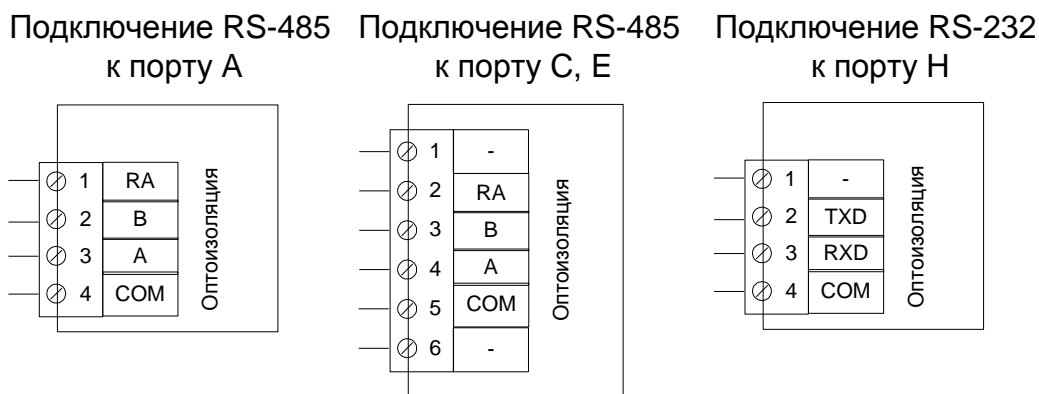 Подключение RS-485
к порту A
Подключение RS-485
к порту C, E
Подключение RS-232
к порту H
1 RA
2 B
3 A
4 COM
Оптоизоляция
1 -
2 RA
3 B
4 A
5 COM
6 -
Оптоизоляция
1 -
2 TXD
3 RXD
4 COM
Оптоизоляция